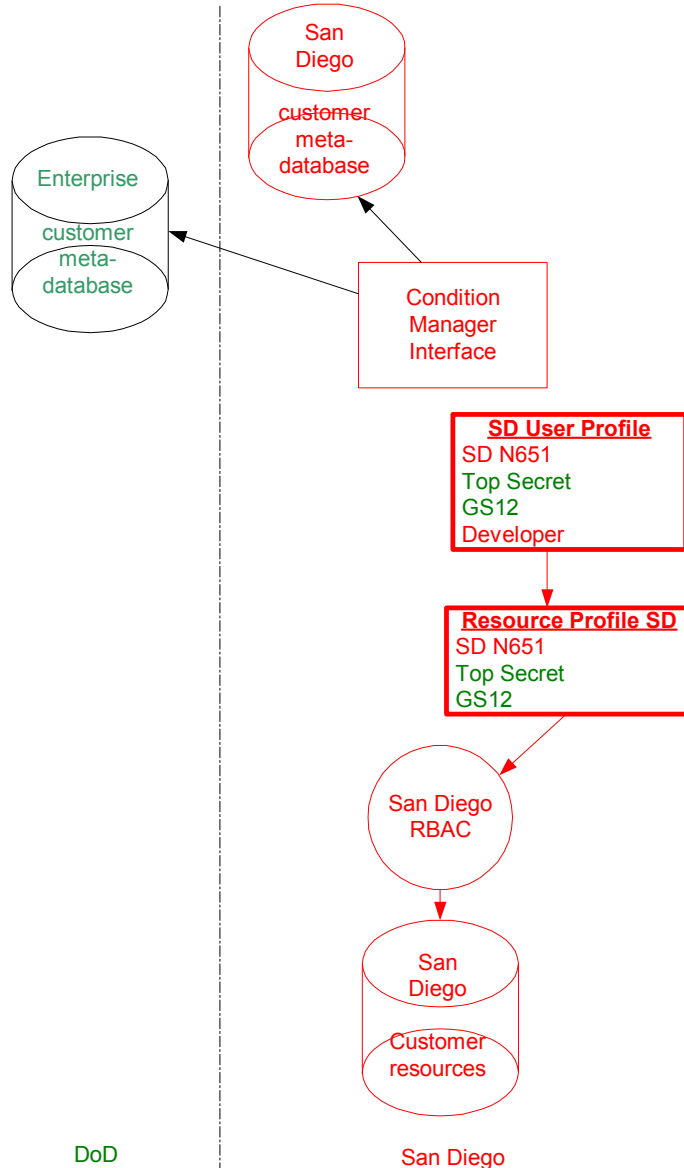 San
Diego
customer
meta-
database
Enterprise
customer
meta-
database
Condition
Manager
Interface
SD User Profile
SD N651
Top Secret
GS12
Developer
Resource Profile SD
SD N651
Top Secret
GS12
San Diego
RBAC
San
Diego
Customer
resources
DoD
San Diego